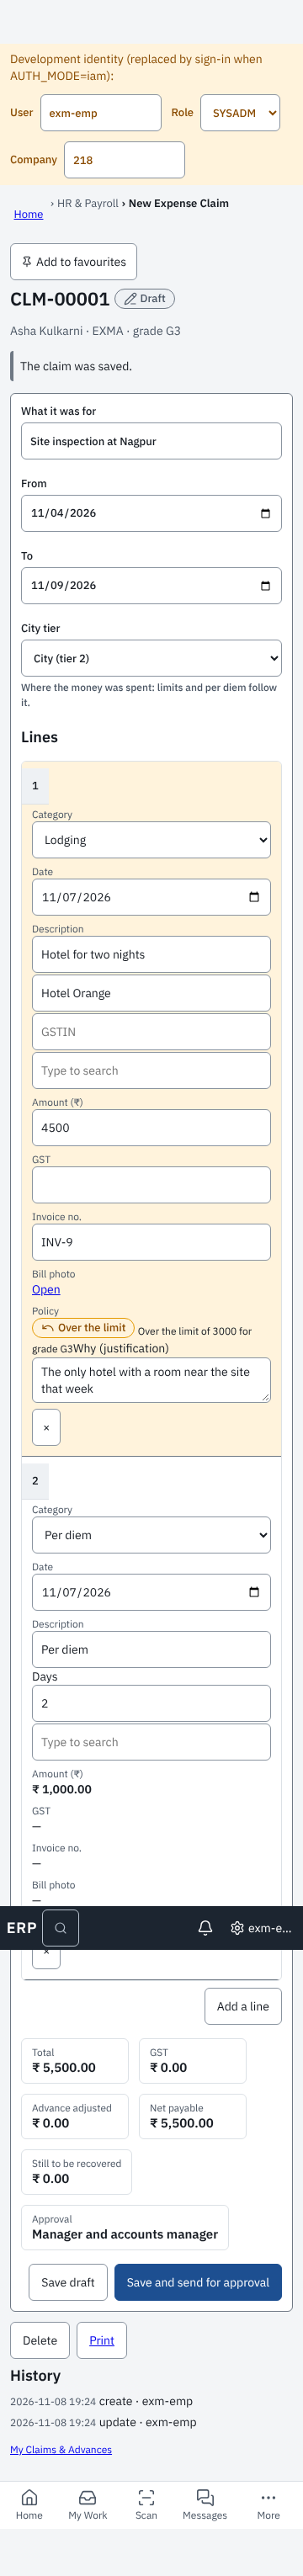 Development identity (replaced by sign-in when
AUTH_MODE=iam):
User exm-emp Role SYSADM
Company 218
Home › HR & Payroll › New Expense Claim
Add to favourites
CLM-00001 Draft
Asha Kulkarni · EXMA · grade G3
The claim was saved.
What it was for
Site inspection at Nagpur
From
11/04/2026
To
11/09/2026
City tier
City (tier 2)
Where the money was spent: limits and per diem follow
it.
Lines
1
Category
Lodging
Date
11/07/2026
Description
Hotel for two nights
Hotel Orange
GSTIN
Type to search
Amount (₹)
4500
GST
Invoice no.
INV-9
Bill photo
Open
Policy
Over the limit Over the limit of 3000 for
grade G3Why (justification)
The only hotel with a room near the site
that week
×
2
Category
Per diem
Date
11/07/2026
Description
Per diem
Days
2
Type to search
Amount (₹)
₹ 1,000.00
GST
—
Invoice no.
—
Bill photo
—
ERP exm-e...
×
Add a line
Total
₹ 5,500.00
GST
₹ 0.00
Advance adjusted
₹ 0.00
Net payable
₹ 5,500.00
Still to be recovered
₹ 0.00
Approval
Manager and accounts manager
Save draft Save and send for approval
Delete Print
History
2026-11-08 19:24 create · exm-emp
2026-11-08 19:24 update · exm-emp
My Claims & Advances
Home My Work Scan Messages More